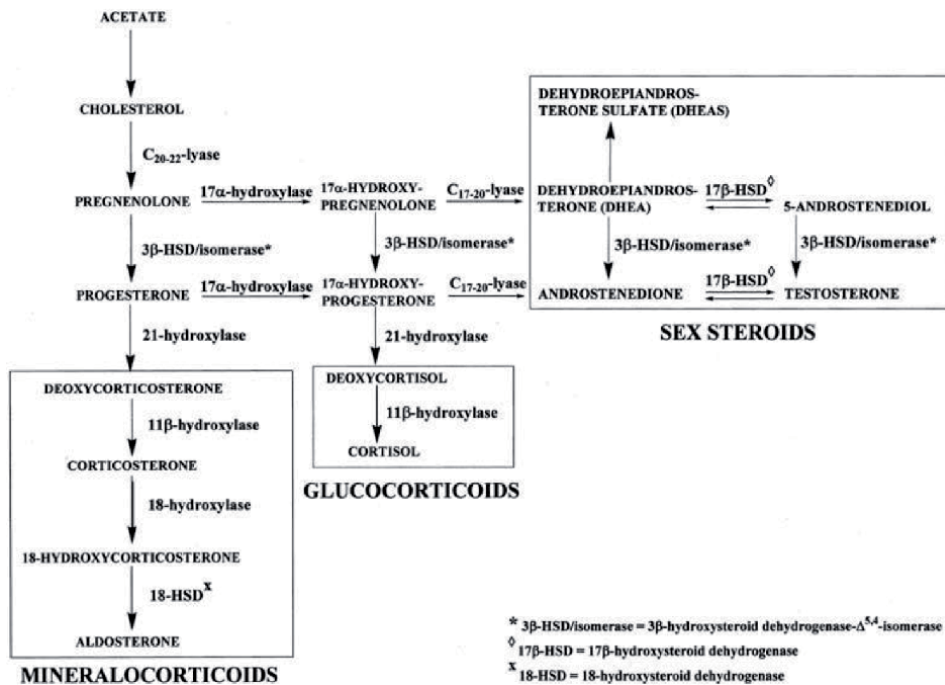 ACETATE
CHOLESTEROL
C20-22-lyase
PREGNENOLONE
17α-hydroxylase
17α-HYDROXY-
PREGNENOLONE
C17-20-lyase
DEHYDROEPIANDROS-
TERONE SULFATE (DHEAS)
DEHYDROEPIANDROS-
TERONE (DHEA)
17β-HSD◊
5-ANDROSTENEDIOL
3β-HSD/isomerase*
3β-HSD/isomerase*
3β-HSD/isomerase*
3β-HSD/isomerase*
PROGESTERONE
17α-hydroxylase
17α-HYDROXY-
PROGESTERONE
C17-20-lyase
ANDROSTENEDIONE
17β-HSD◊
TESTOSTERONE
SEX STEROIDS
21-hydroxylase
21-hydroxylase
DEOXYCORTICOSTERONE
11β-hydroxylase
CORTICOSTERONE
18-hydroxylase
18-HYDROXYCORTICOSTERONE
18-HSDx
ALDOSTERONE
MINERALOCORTICOIDS
DEOXYCORTISOL
11β-hydroxylase
CORTISOL
GLUCOCORTICOIDS
* 3β-HSD/isomerase = 3β-hydroxysteroid dehydrogenase-Δ5,4-isomerase
◊ 17β-HSD = 17β-hydroxysteroid dehydrogenase
x 18-HSD = 18-hydroxysteroid dehydrogenase